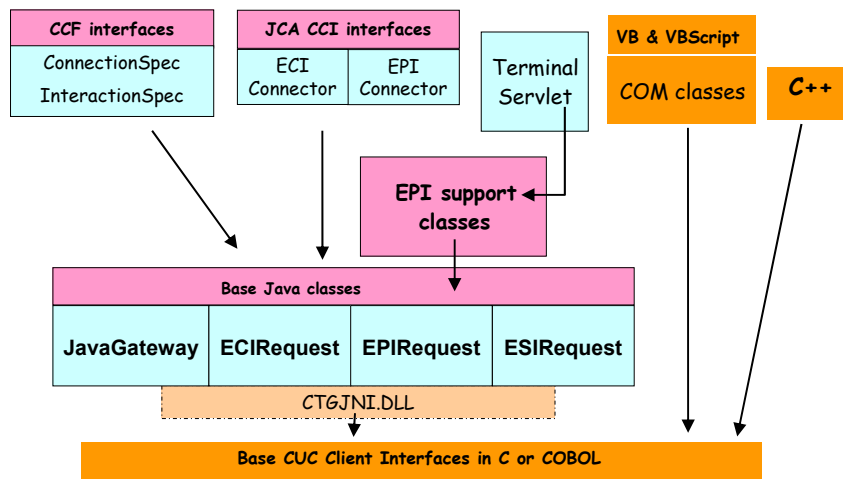 CCF interfaces
ConnectionSpec
InteractionSpec
JCA CCI interfaces
ECI
Connector
EPI
Connector
Terminal
Servlet
VB & VBScript
COM classes
C++
EPI support
classes
Base Java classes
JavaGateway
ECIRequest
EPIRequest
ESIRequest
CTGJNI.DLL
Base CUC Client Interfaces in C or COBOL